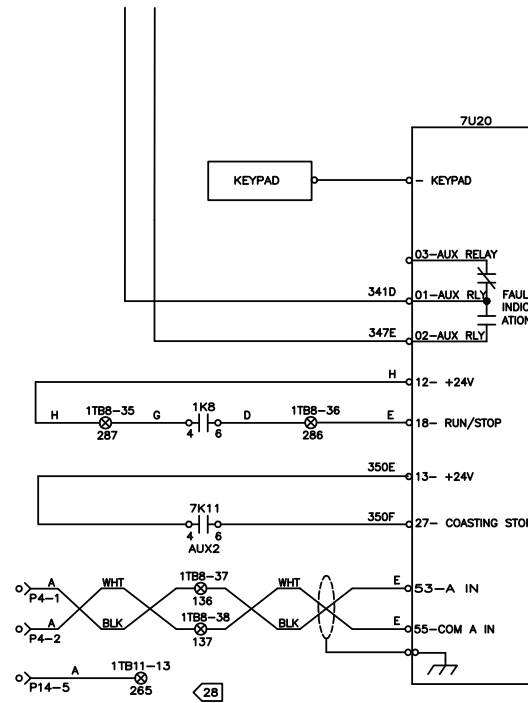 7U20
KEYPAD
- KEYPAD
03-AUX RELAY
341D
01-AUX RLY
FAUL
INDIC
ATION
347E
02-AUX RLY
H
12- +24V
H 1TB8-35 G 1K8 D 1TB8-36 E
18- RUN/STOP
287 4 6 286
350E
13- +24V
7K11
350F
27- COASTING STOP
4 6
AUX2
A WHT 1TB8-37 WHT E
53-A IN
P4-1 136
1TB8-38
A BLK BLK E
55-COM A IN
P4-2 137
A 1TB11-13
P14-5 265
28